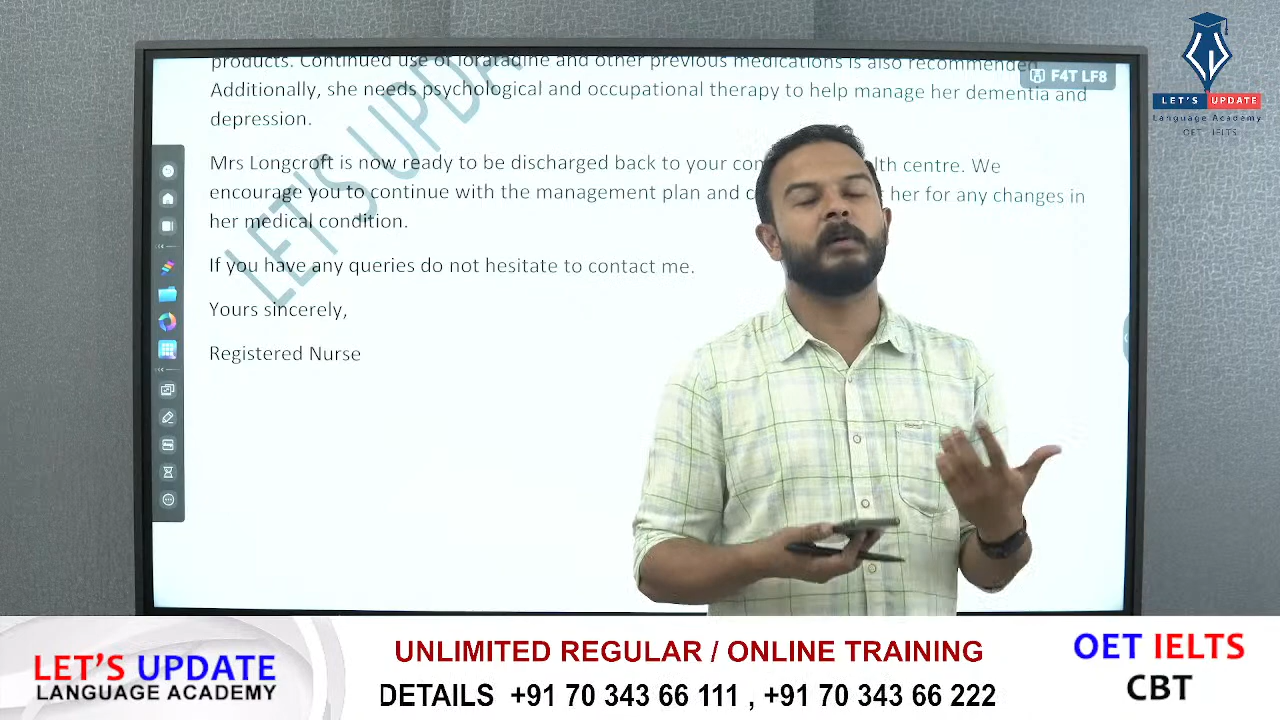 products. Continued use of loratadine and other previous medications is also recommended
Additionally, she needs psychological and occupational therapy to help manage her dementia and
depression.
Mrs Longcroft is now ready to be discharged back to your health centre. We
encourage you to continue with the management plan and her for any changes in
her medical condition.
If you have any queries do not hesitate to contact me.
Yours sincerely,
Registered Nurse
F4T LF8
LET'S UPDA
LET'S UPDATE
Language Academy
OET · IELTS
LET'S UPDATE
LANGUAGE ACADEMY
UNLIMITED REGULAR / ONLINE TRAINING
DETAILS +91 70 343 66 111 , +91 70 343 66 222
OET IELTS
CBT